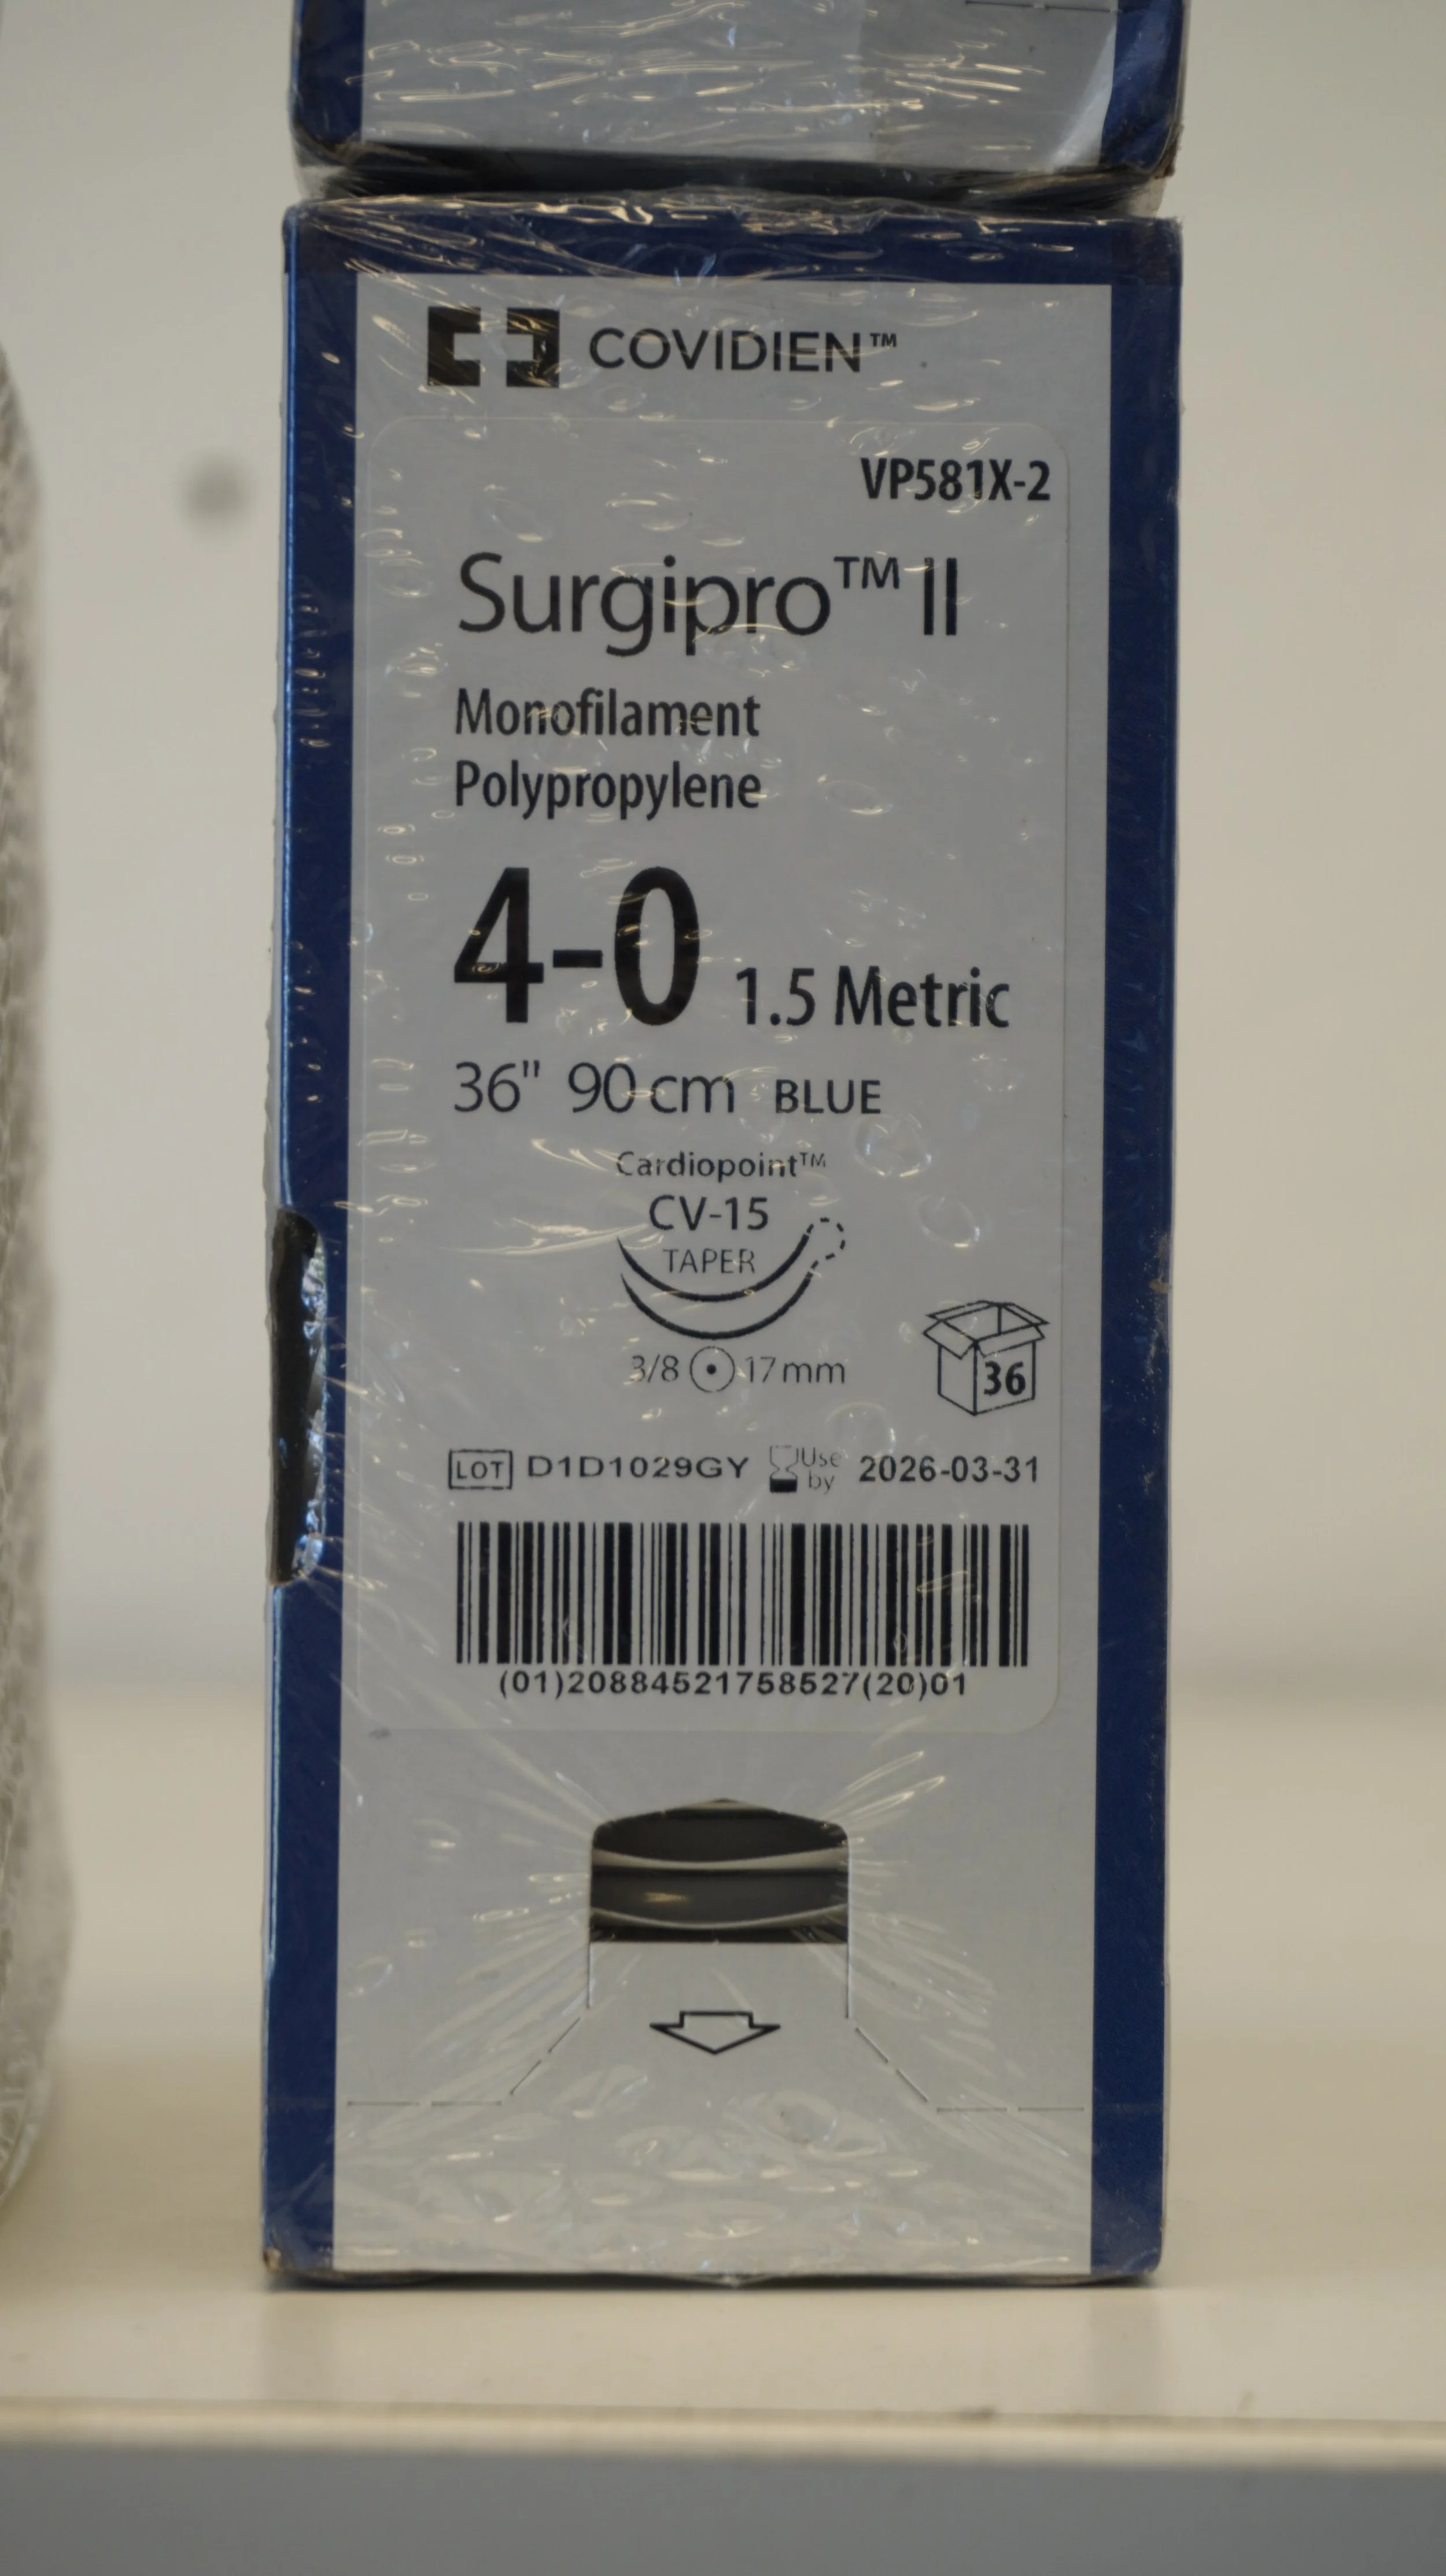 COVIDIEN™
VP581X-2
Surgipro™ II
Monofilament
Polypropylene
4-0 1.5 Metric
36" 90 cm BLUE
Cardiopoint™
CV-15
TAPER
3/8 17 mm
36
LOT D1D1029GY Use by 2026-03-31
(01)20884521758527(20)01